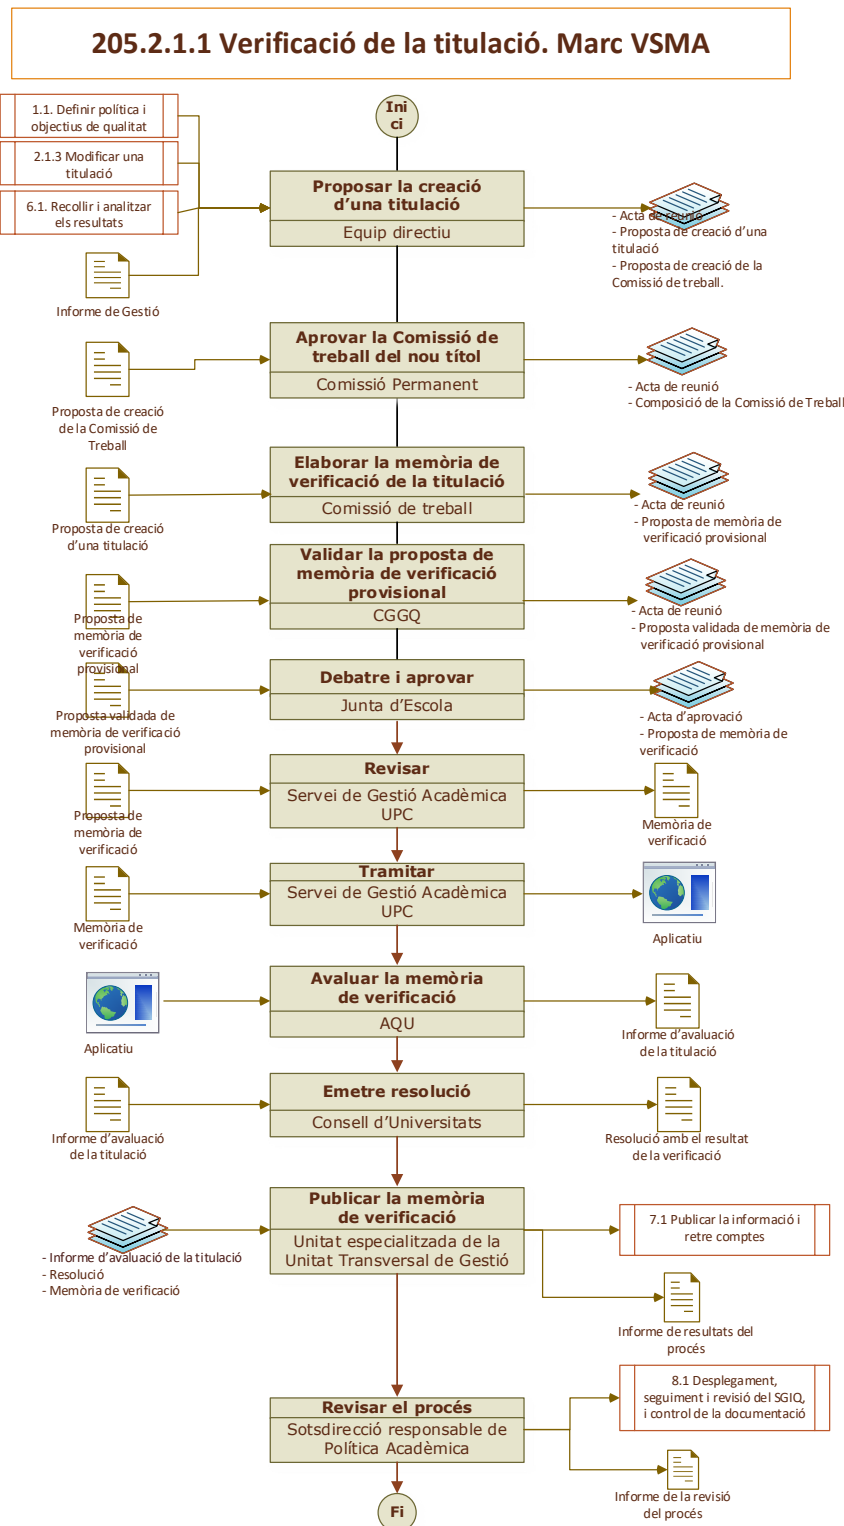 205.2.1.1 Verificació de la titulació. Marc VSMA
Ini
ci
1.1. Definir política i
objectius de qualitat
2.1.3 Modificar una
titulació
6.1. Recollir i analitzar
els resultats
Informe de Gestió
Proposar la creació
d'una titulació
Equip directiu
- Acta de reunió
- Proposta de creació d'una
titulació
- Proposta de creació de la
Comissió de treball.
Proposta de creació
de la Comissió de
Treball
Aprovar la Comissió de
treball del nou títol
Comissió Permanent
- Acta de reunió
- Composició de la Comissió de Treball
Proposta de creació
d'una titulació
Elaborar la memòria de
verificació de la titulació
Comissió de treball
- Acta de reunió
- Proposta de memòria de
verificació provisional
Proposta de
memòria de
verificació
provisional
Validar la proposta de
memòria de verificació
provisional
CGGQ
- Acta de reunió
- Proposta validada de memòria de
verificació provisional
Proposta validada de
memòria de verificació
provisional
Debatre i aprovar
Junta d'Escola
- Acta d'aprovació
- Proposta de memòria de
verificació
Proposta de
memòria de
verificació
Revisar
Servei de Gestió Acadèmica
UPC
Memòria de
verificació
Memòria de
verificació
Tramitar
Servei de Gestió Acadèmica
UPC
Aplicatiu
Aplicatiu
Avaluar la memòria
de verificació
AQU
Informe d'avaluació
de la titulació
Informe d'avaluació
de la titulació
Emetre resolució
Consell d'Universitats
Resolució amb el resultat
de la verificació
- Informe d'avaluació de la titulació
- Resolució
- Memòria de verificació
Publicar la memòria
de verificació
Unitat especialitzada de la
Unitat Transversal de Gestió
7.1 Publicar la informació i
retre comptes
Informe de resultats del
procés
Revisar el procés
Sotsdirecció responsable de
Política Acadèmica
8.1 Desplegament,
seguiment i revisió del SGIQ,
i control de la documentació
Informe de la revisió
del procés
Fi